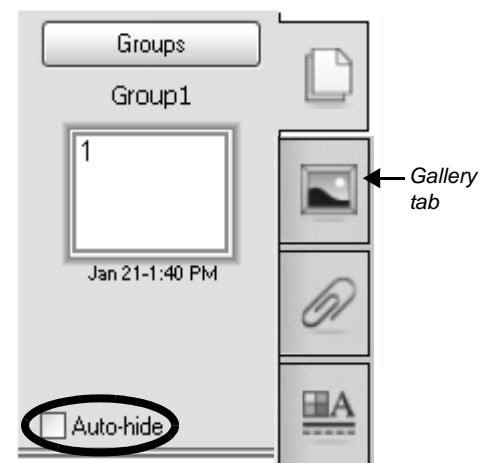 Groups
Group1
1
Jan 21-1:40 PM
Gallery
tab
A
Auto-hide